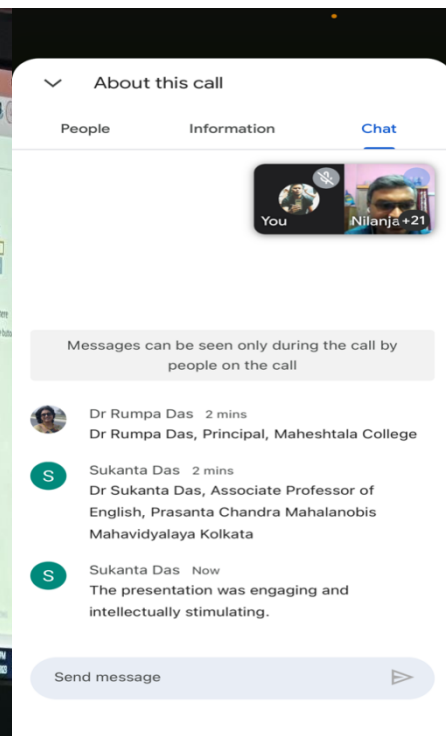 About this call
People Information Chat
You
Nilanja +21
Messages can be seen only during the call by
people on the call
Dr Rumpa Das 2 mins
Dr Rumpa Das, Principal, Maheshtala College
S
Sukanta Das 2 mins
Dr Sukanta Das, Associate Professor of
English, Prasanta Chandra Mahalanobis
Mahavidyalaya Kolkata
S
Sukanta Das Now
The presentation was engaging and
intellectually stimulating.
Send message